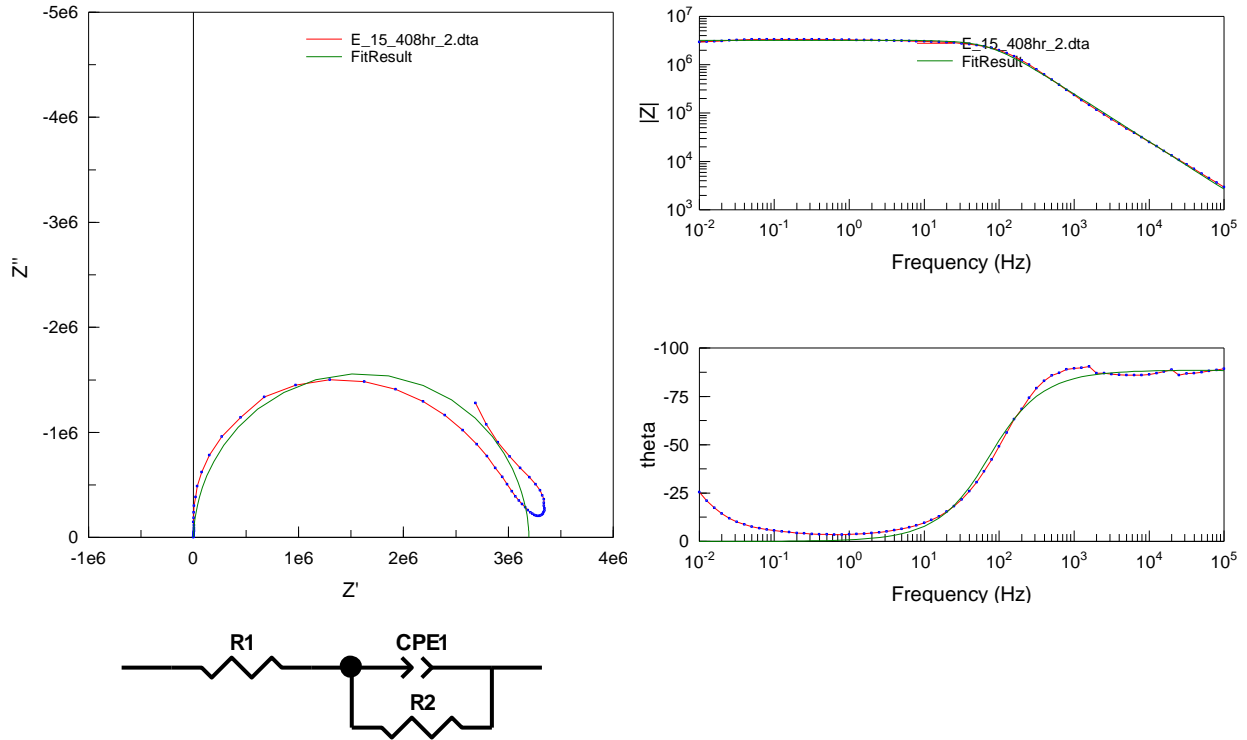 -5e6
-4e6
-3e6
-2e6
-1e6
0
Z''
-1e6 0 1e6 2e6 3e6 4e6
Z'
E_15_408hr_2.dta
FitResult
10^7
10^6
10^5
10^4
10^3
|Z|
10^-2 10^-1 10^0 10^1 10^2 10^3 10^4 10^5
Frequency (Hz)
E_15_408hr_2.dta
FitResult
-100
-75
-50
-25
0
theta
10^-2 10^-1 10^0 10^1 10^2 10^3 10^4 10^5
Frequency (Hz)
R1 CPE1
R2